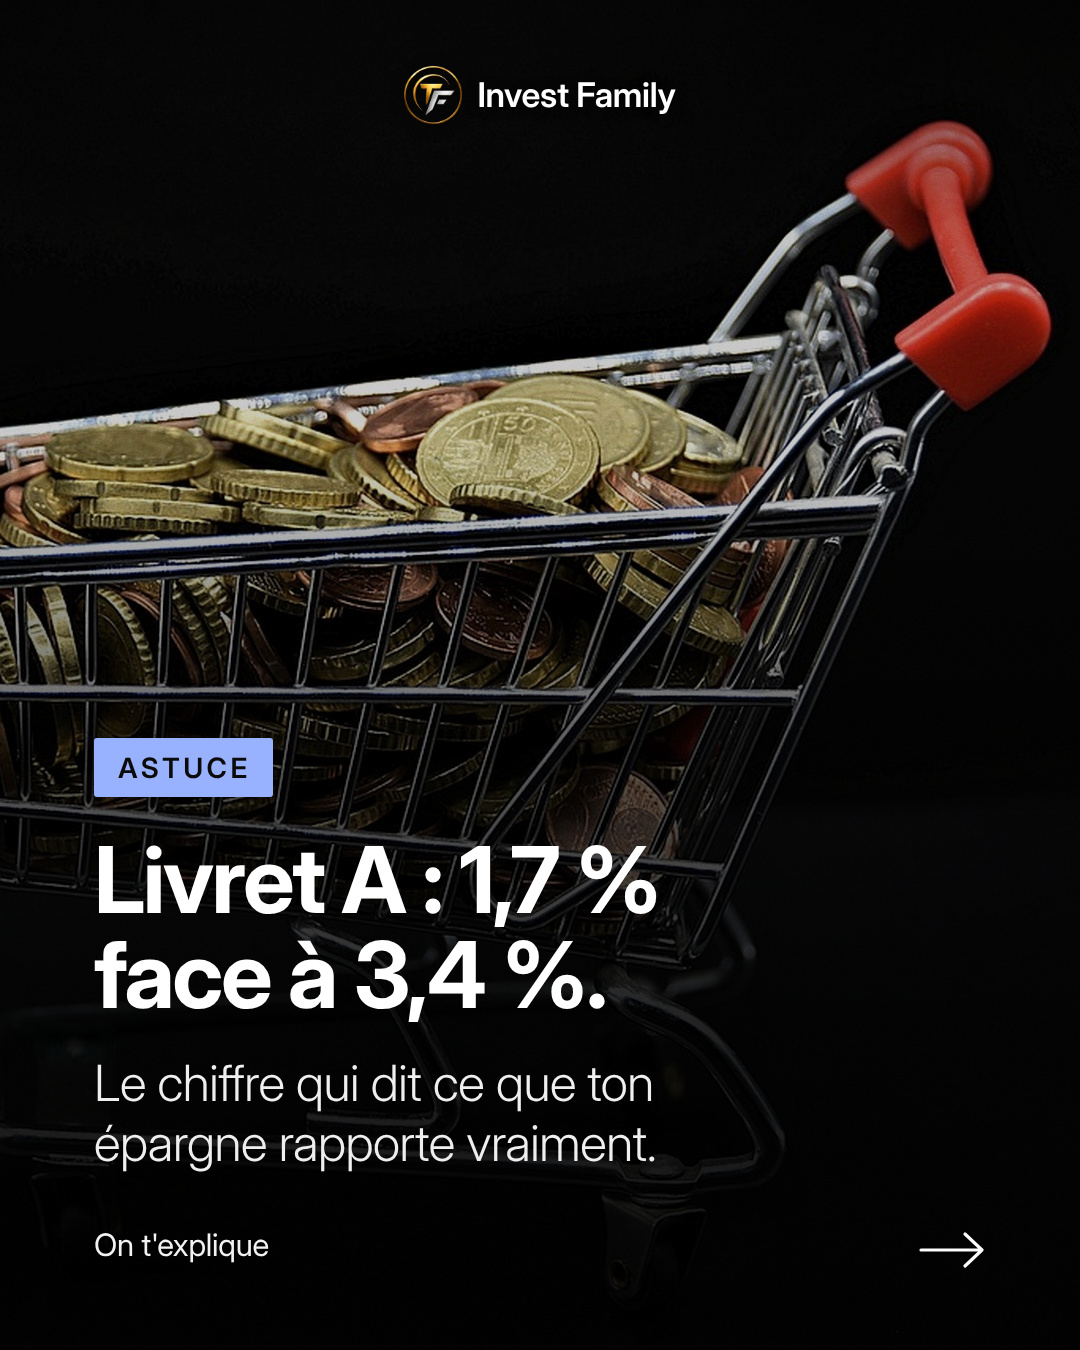 Invest Family
ASTUCE
Livret A : 1,7 %
face à 3,4 %.
Le chiffre qui dit ce que ton
épargne rapporte vraiment.
On t'explique